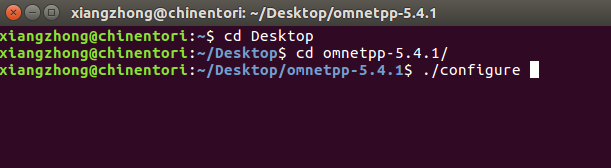 xiangzhong@chinentori: ~/Desktop/omnetpp-5.4.1
xiangzhong@chinentori:~$ cd Desktop
xiangzhong@chinentori:~/Desktop$ cd omnetpp-5.4.1/
xiangzhong@chinentori:~/Desktop/omnetpp-5.4.1$ ./configure